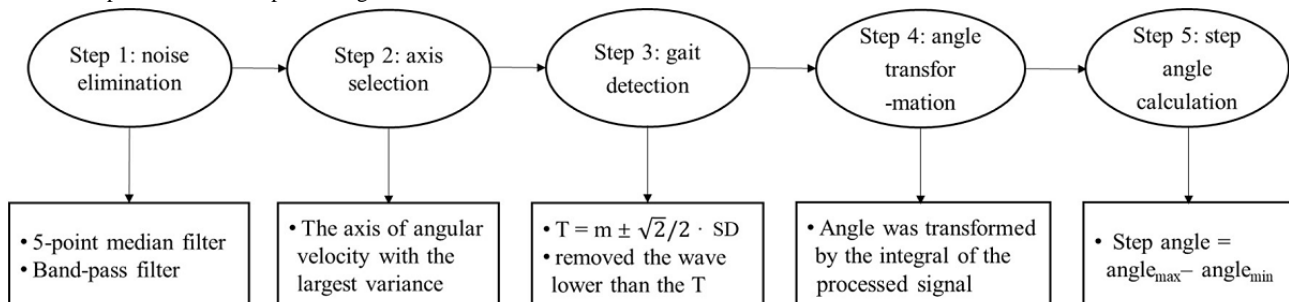 Step 1: noise
elimination
Step 2: axis
selection
Step 3: gait
detection
Step 4: angle
transfor
-mation
Step 5: step
angle
calculation
• 5-point median filter
• Band-pass filter
• The axis of angular
velocity with the
largest variance
• T = m ± √2/2 · SD
• removed the wave
lower than the T
• Angle was transformed
by the integral of the
processed signal
• Step angle =
angleₘₐₓ– angleₘᵢₙ